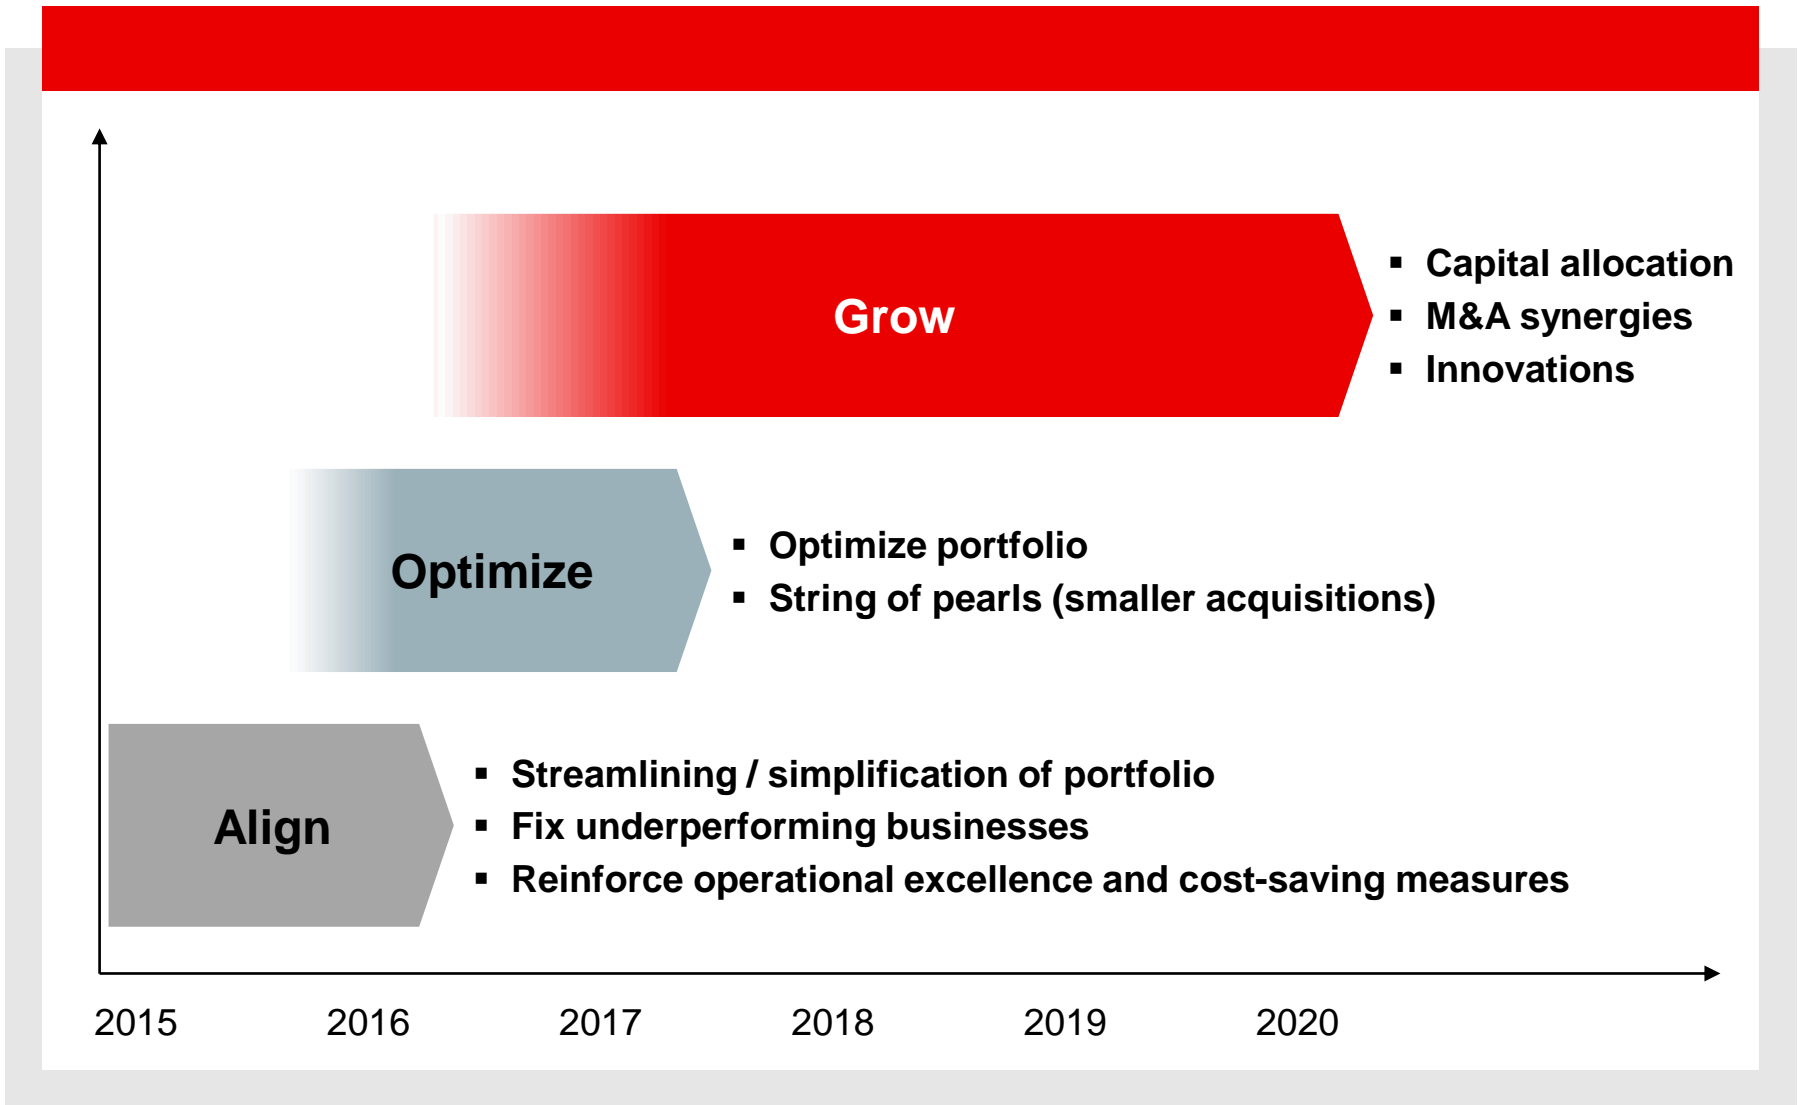 Grow
▪ Capital allocation
▪ M&A synergies
▪ Innovations
Optimize
▪ Optimize portfolio
▪ String of pearls (smaller acquisitions)
Align
▪ Streamlining / simplification of portfolio
▪ Fix underperforming businesses
▪ Reinforce operational excellence and cost-saving measures
2015 2016 2017 2018 2019 2020